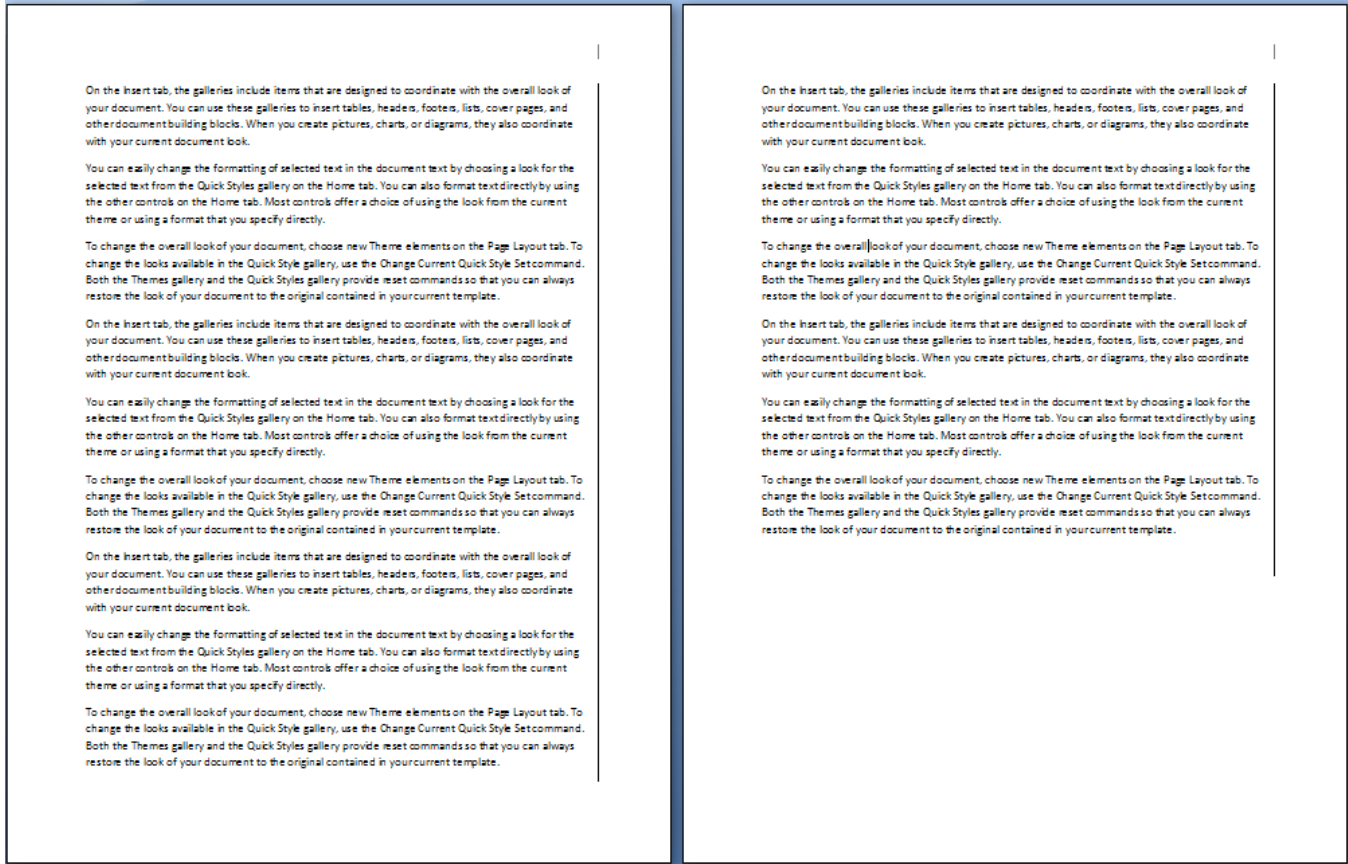 On the Insert tab, the galleries include items that are designed to coordinate with the overall look of
your document. You can use these galleries to insert tables, headers, footers, lists, cover pages, and
other document building blocks. When you create pictures, charts, or diagrams, they also coordinate
with your current document look.
You can easily change the formatting of selected text in the document text by choosing a look for the
selected text from the Quick Styles gallery on the Home tab. You can also format text directly by using
the other controls on the Home tab. Most controls offer a choice of using the look from the current
theme or using a format that you specify directly.
To change the overall look of your document, choose new Theme elements on the Page Layout tab. To
change the looks available in the Quick Style gallery, use the Change Current Quick Style Set command.
Both the Themes gallery and the Quick Styles gallery provide reset commands so that you can always
restore the look of your document to the original contained in your current template.
On the Insert tab, the galleries include items that are designed to coordinate with the overall look of
your document. You can use these galleries to insert tables, headers, footers, lists, cover pages, and
other document building blocks. When you create pictures, charts, or diagrams, they also coordinate
with your current document look.
You can easily change the formatting of selected text in the document text by choosing a look for the
selected text from the Quick Styles gallery on the Home tab. You can also format text directly by using
the other controls on the Home tab. Most controls offer a choice of using the look from the current
theme or using a format that you specify directly.
To change the overall look of your document, choose new Theme elements on the Page Layout tab. To
change the looks available in the Quick Style gallery, use the Change Current Quick Style Set command.
Both the Themes gallery and the Quick Styles gallery provide reset commands so that you can always
restore the look of your document to the original contained in your current template.
On the Insert tab, the galleries include items that are designed to coordinate with the overall look of
your document. You can use these galleries to insert tables, headers, footers, lists, cover pages, and
other document building blocks. When you create pictures, charts, or diagrams, they also coordinate
with your current document look.
You can easily change the formatting of selected text in the document text by choosing a look for the
selected text from the Quick Styles gallery on the Home tab. You can also format text directly by using
the other controls on the Home tab. Most controls offer a choice of using the look from the current
theme or using a format that you specify directly.
To change the overall look of your document, choose new Theme elements on the Page Layout tab. To
change the looks available in the Quick Style gallery, use the Change Current Quick Style Set command.
Both the Themes gallery and the Quick Styles gallery provide reset commands so that you can always
restore the look of your document to the original contained in your current template.
On the Insert tab, the galleries include items that are designed to coordinate with the overall look of
your document. You can use these galleries to insert tables, headers, footers, lists, cover pages, and
other document building blocks. When you create pictures, charts, or diagrams, they also coordinate
with your current document look.
You can easily change the formatting of selected text in the document text by choosing a look for the
selected text from the Quick Styles gallery on the Home tab. You can also format text directly by using
the other controls on the Home tab. Most controls offer a choice of using the look from the current
theme or using a format that you specify directly.
To change the overall look of your document, choose new Theme elements on the Page Layout tab. To
change the looks available in the Quick Style gallery, use the Change Current Quick Style Set command.
Both the Themes gallery and the Quick Styles gallery provide reset commands so that you can always
restore the look of your document to the original contained in your current template.
On the Insert tab, the galleries include items that are designed to coordinate with the overall look of
your document. You can use these galleries to insert tables, headers, footers, lists, cover pages, and
other document building blocks. When you create pictures, charts, or diagrams, they also coordinate
with your current document look.
You can easily change the formatting of selected text in the document text by choosing a look for the
selected text from the Quick Styles gallery on the Home tab. You can also format text directly by using
the other controls on the Home tab. Most controls offer a choice of using the look from the current
theme or using a format that you specify directly.
To change the overall look of your document, choose new Theme elements on the Page Layout tab. To
change the looks available in the Quick Style gallery, use the Change Current Quick Style Set command.
Both the Themes gallery and the Quick Styles gallery provide reset commands so that you can always
restore the look of your document to the original contained in your current template.